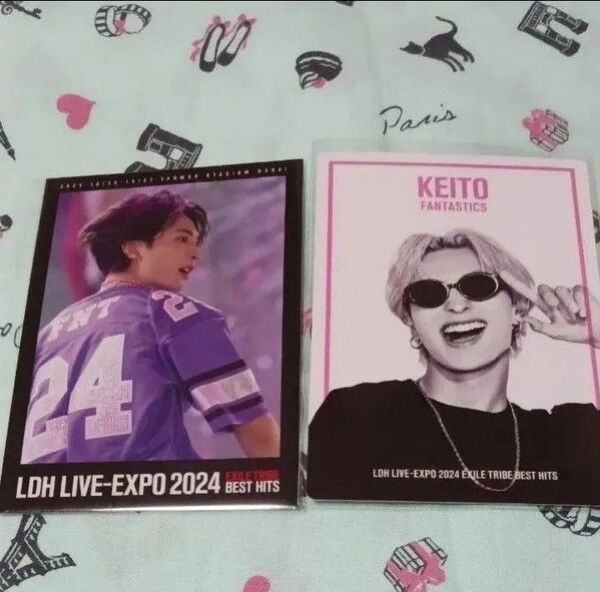 Paris
FNT
24
24
LDH LIVE-EXPO 2024 EXILE TRIBE
BEST HITS
KEITO
FANTASTICS
LDH LIVE-EXPO 2024 EXILE TRIBE BEST HITS